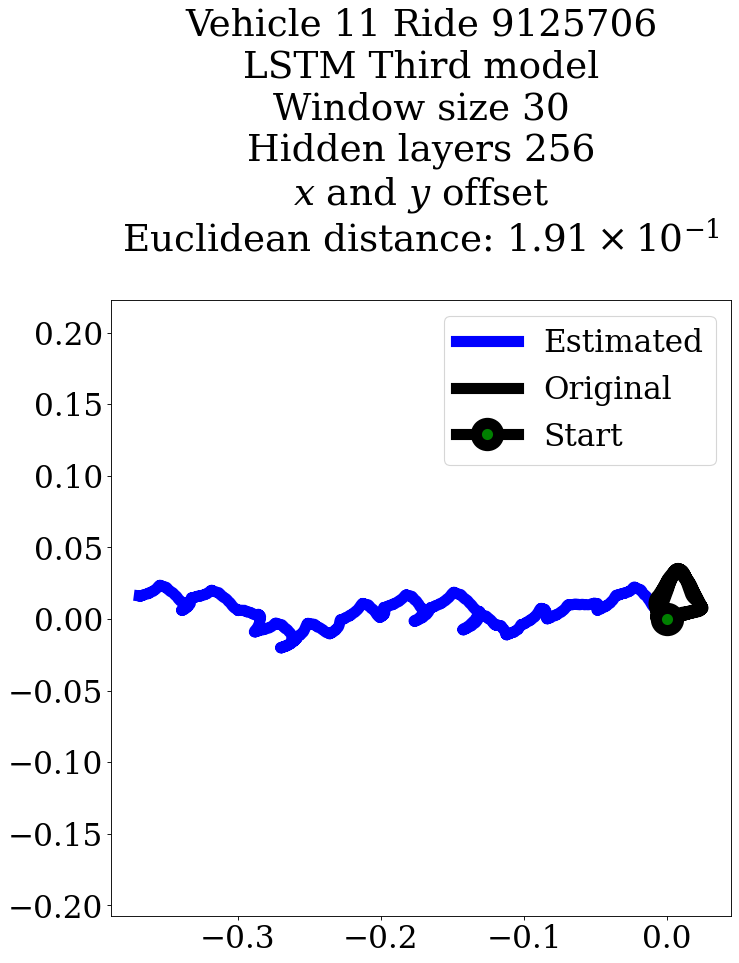 Vehicle 11 Ride 9125706
LSTM Third model
Window size 30
Hidden layers 256
x and y offset
Euclidean distance: 1.91 × 10⁻¹
Estimated
Original
Start
0.20
0.15
0.10
0.05
0.00
−0.05
−0.10
−0.15
−0.20
−0.3 −0.2 −0.1 0.0